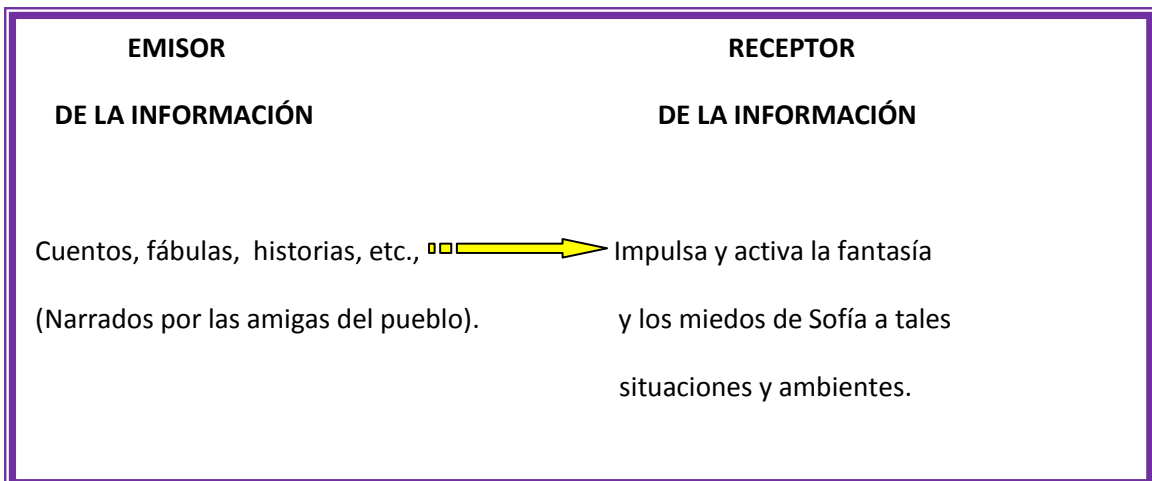 EMISOR RECEPTOR
DE LA INFORMACIÓN DE LA INFORMACIÓN
Cuentos, fábulas, historias, etc., Impulsa y activa la fantasía
(Narrados por las amigas del pueblo). y los miedos de Sofía a tales
situaciones y ambientes.